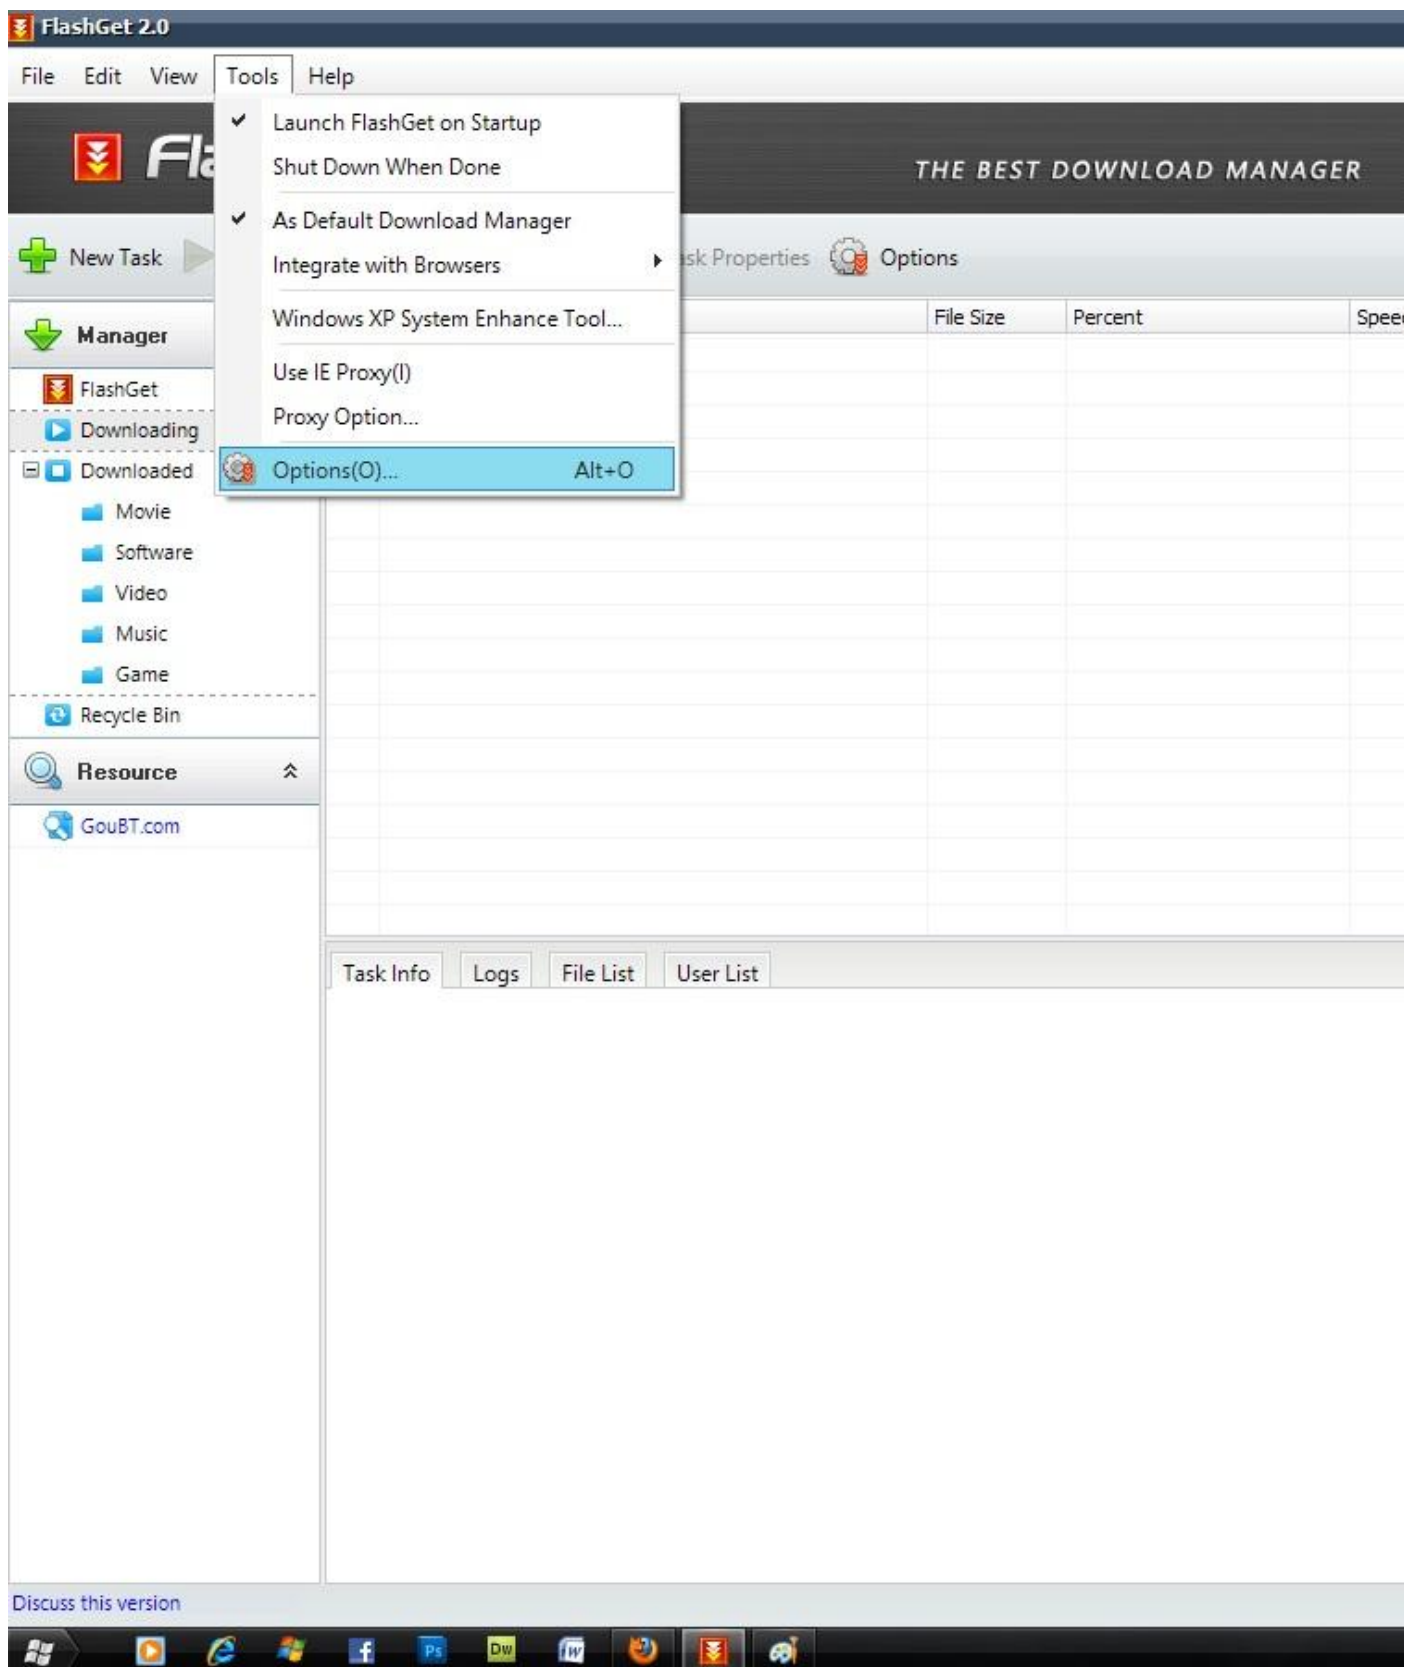 FlashGet 2.0
File Edit View Tools Help
Launch FlashGet on Startup
Shut Down When Done
As Default Download Manager
Integrate with Browsers
Windows XP System Enhance Tool...
Use IE Proxy(I)
Proxy Option...
Options(O)... Alt+O
THE BEST DOWNLOAD MANAGER
New Task Properties Options
File Size Percent
Manager
FlashGet
Downloading
Downloaded
Movie
Software
Video
Music
Game
Recycle Bin
Resource
GouBT.com
Task Info Logs File List User List
Discuss this version
Ps Dw W